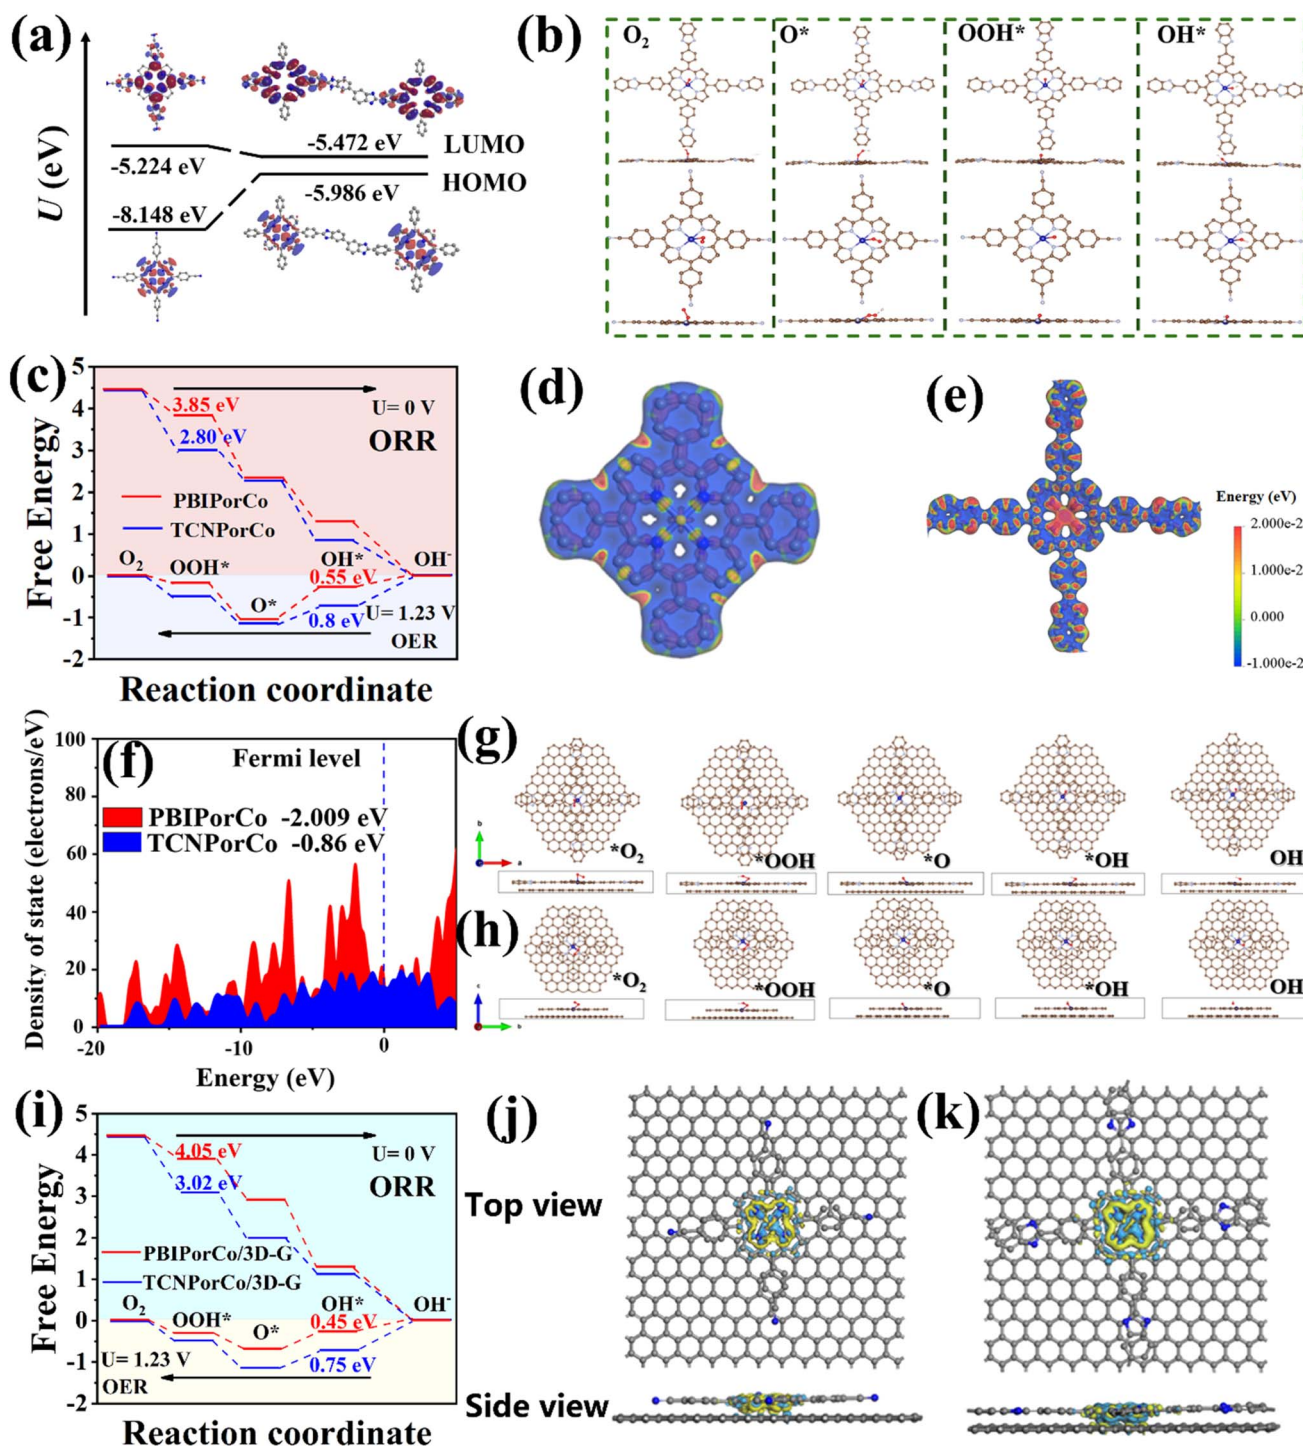 (a)
U (eV)
-5.224 eV
-5.472 eV
LUMO
HOMO
-8.148 eV
-5.986 eV
(b)
O₂
O*
OOH*
OH*
(c)
Free Energy
5
4
3
2
1
0
-1
-2
3.85 eV
2.80 eV
U= 0 V
ORR
PBIPorCo
TCNPorCo
O₂
OOH*
O*
OH*
OH⁻
0.55 eV
0.8 eV
U= 1.23 V
OER
Reaction coordinate
(d)
(e)
Energy (eV)
2.000e-2
1.000e-2
0.000
-1.000e-2
(f)
Density of state (electrons/eV)
100
80
60
40
20
0
Fermi level
PBIPorCo -2.009 eV
TCNPorCo -0.86 eV
-20
-10
0
Energy (eV)
(g)
b
a
*O₂
*OOH
*O
*OH
OH
(h)
c
b
*O₂
*OOH
*O
*OH
OH
(i)
Free Energy
5
4
3
2
1
0
-1
-2
4.05 eV
3.02 eV
U= 0 V
ORR
PBIPorCo/3D-G
TCNPorCo/3D-G
O₂
OOH*
O*
OH*
OH⁻
0.45 eV
0.75 eV
U= 1.23 V
OER
Reaction coordinate
(j)
(k)
Top view
Side view